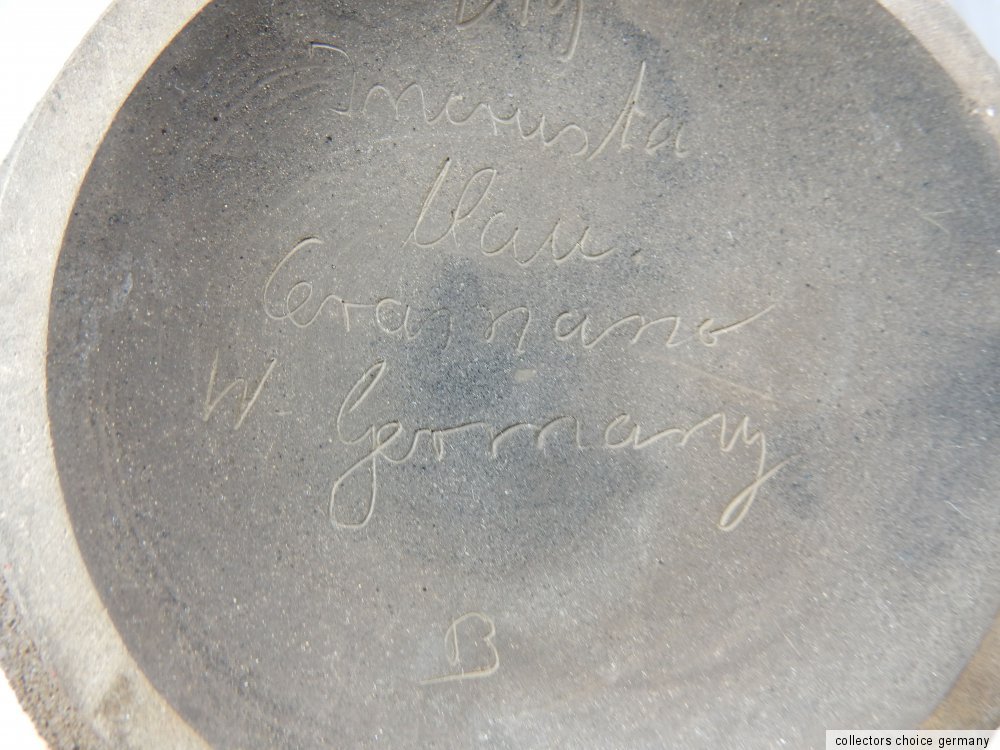 Incrusta
blau.
Ceramano
W. Germany
B
collectors choice germany